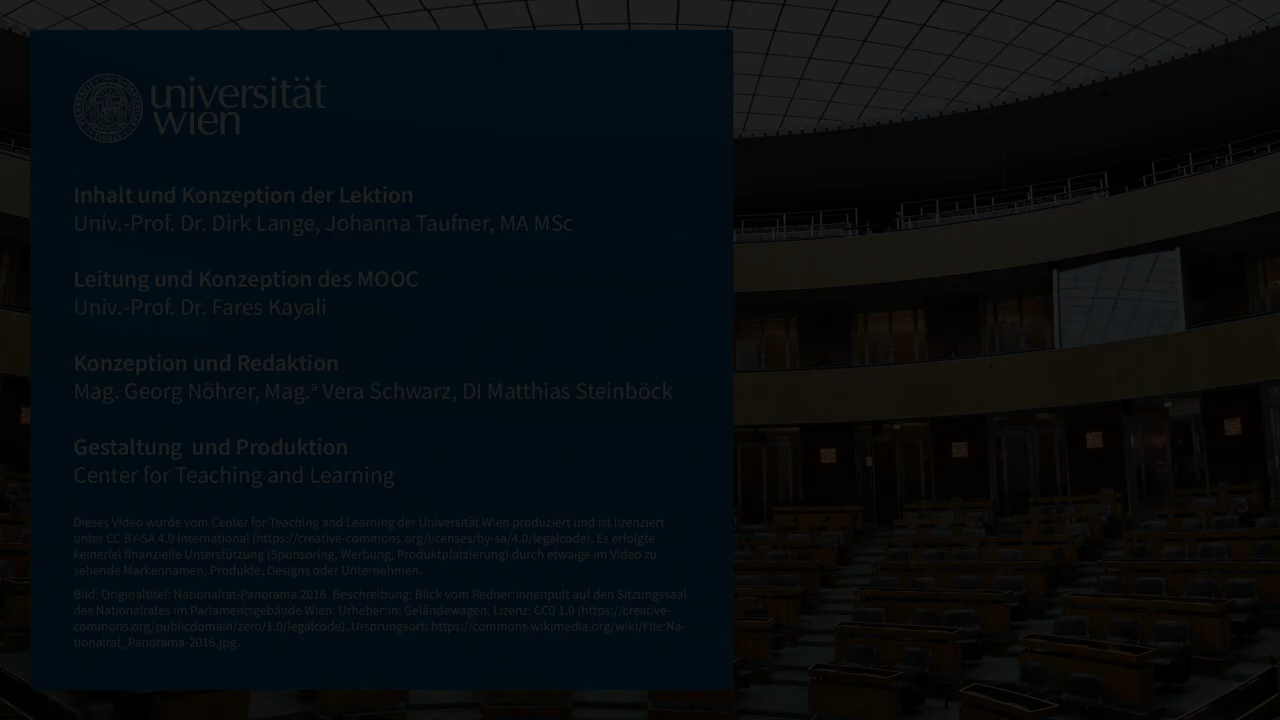 universität
wien
Inhalt und Konzeption der Lektion
Univ.-Prof. Dr. Dirk Lange, Johanna Taufner, MA MSc
Leitung und Konzeption des MOOC
Univ.-Prof. Dr. Fares Kayali
Konzeption und Redaktion
Mag. Georg Nöhrer, Mag.ª Vera Schwarz, DI Matthias Steinböck
Gestaltung und Produktion
Center for Teaching and Learning
Dieses Video wurde vom Center for Teaching and Learning der Universität Wien produziert und ist lizenziert
unter CC BY-SA 4.0 International (https://creative-commons.org/licenses/by-sa/4.0/legalcode). Es erfolgte
keinerlei finanzielle Unterstützung (Sponsoring, Werbung, Produktplatzierung) durch etwaige im Video zu
sehende Markennamen, Produkte, Designs oder Unternehmen.
Bild: Originaltitel: Nationalrat-Panorama 2016. Beschreibung: Blick vom Redner:innenpult auf den Sitzungssaal
des Nationalrates im Parlamentsgebäude Wien. Urheber:in: Geländewagen. Lizenz: CC0 1.0 (https://creative-
commons.org/publicdomain/zero/1.0/legalcode). Ursprungsort: https://commons.wikimedia.org/wiki/File:Na-
tionalrat_Panorama-2016.jpg.